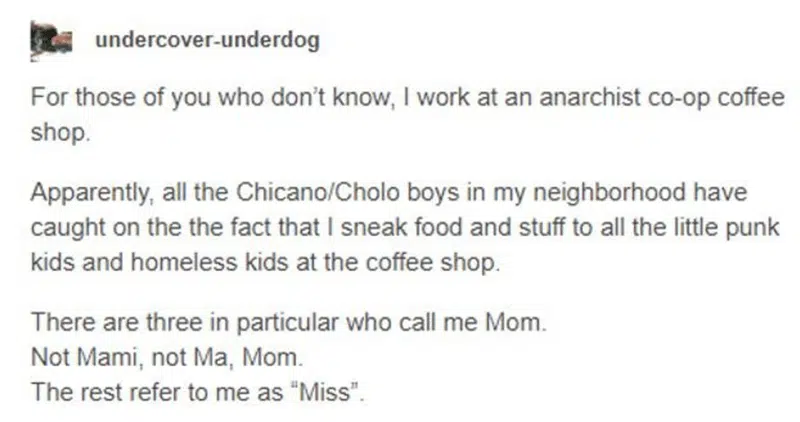 undercover-underdog
For those of you who don't know, I work at an anarchist co-op coffee
shop.
Apparently, all the Chicano/Cholo boys in my neighborhood have
caught on the the fact that I sneak food and stuff to all the little punk
kids and homeless kids at the coffee shop.
There are three in particular who call me Mom.
Not Mami, not Ma, Mom.
The rest refer to me as “Miss”.